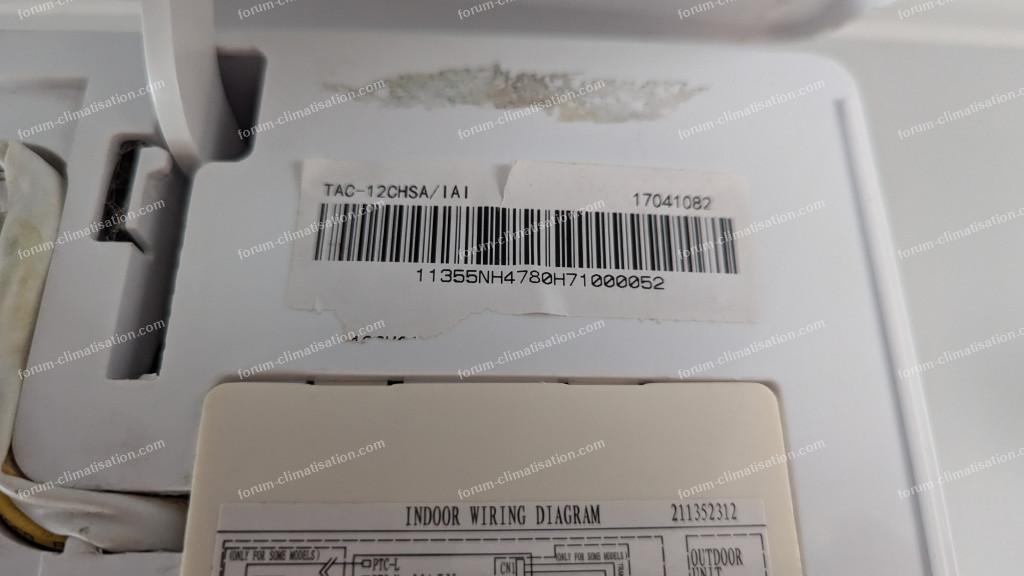 TAC-12CHSA/IAI
17041082
11355NH4780H71000052
INDOOR WIRING DIAGRAM
211352312
(ONLY FOR SOME MODELS)
PTC-L
CN1
(ONLY FOR SOME MODELS)
OUTDOOR
UNIT
forum-climatisation.com